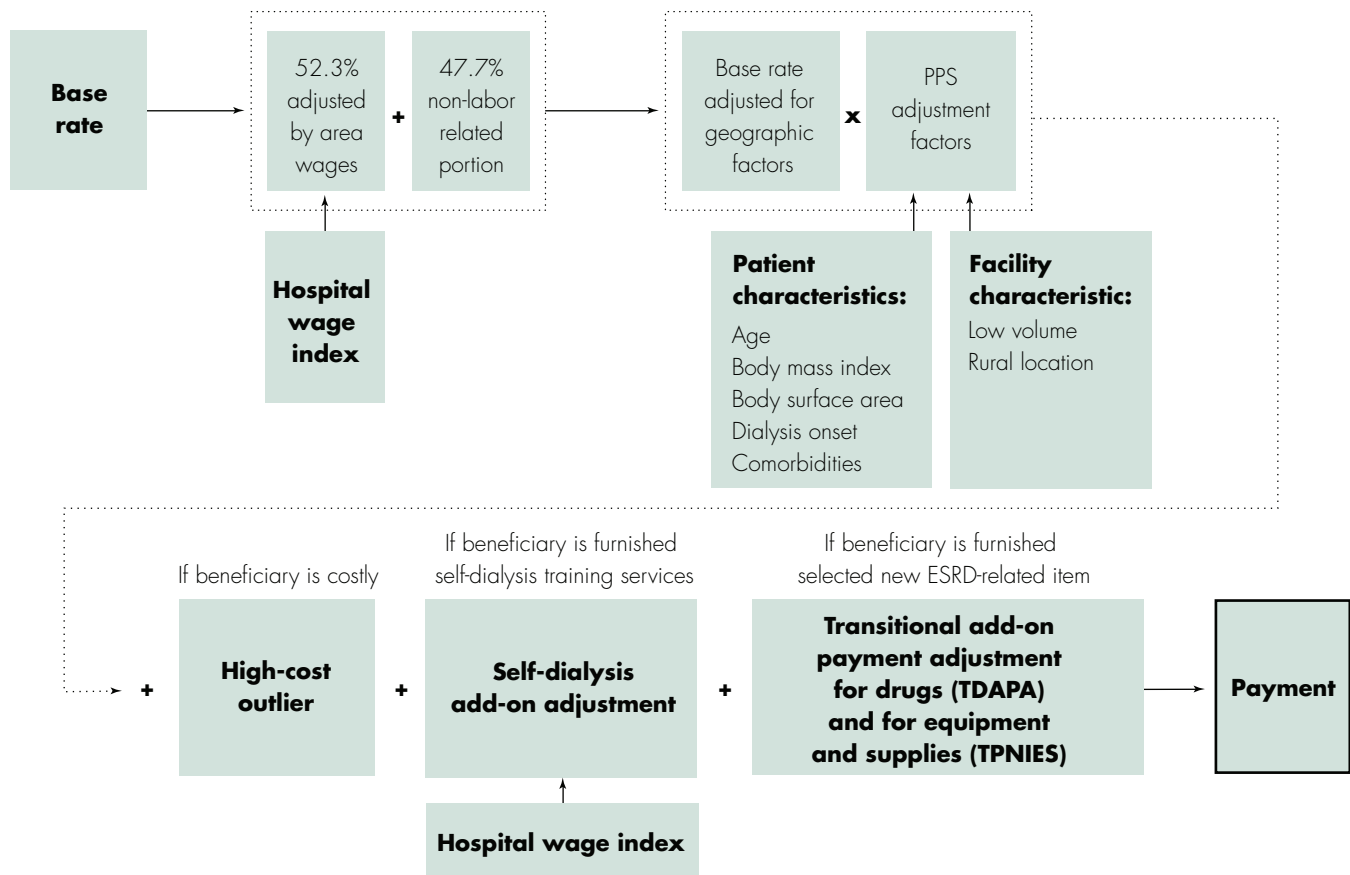 Base
rate
52.3%
adjusted
by area
wages
+
47.7%
non-labor
related
portion
Base rate
adjusted for
geographic
factors
x
PPS
adjustment
factors
Hospital
wage
index
Patient
characteristics:
Age
Body mass index
Body surface area
Dialysis onset
Comorbidities
Facility
characteristic:
Low volume
Rural location
If beneficiary is costly
If beneficiary is furnished
self-dialysis training services
If beneficiary is furnished
selected new ESRD-related item
+
High-cost
outlier
+
Self-dialysis
add-on adjustment
+
Transitional add-on
payment adjustment
for drugs (TDAPA)
and for equipment
and supplies (TPNIES)
Payment
Hospital wage index